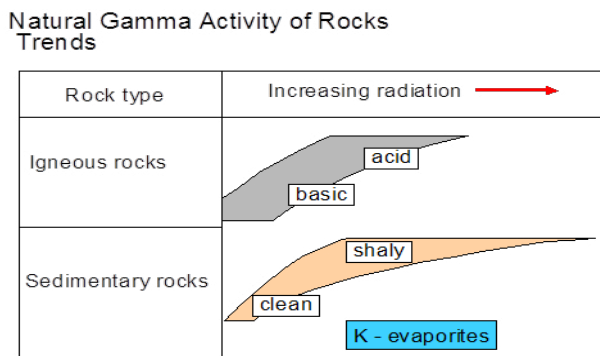 Natural Gamma Activity of Rocks
Trends
Rock type
Increasing radiation
Igneous rocks
acid
basic
Sedimentary rocks
shaly
clean
K - evaporites